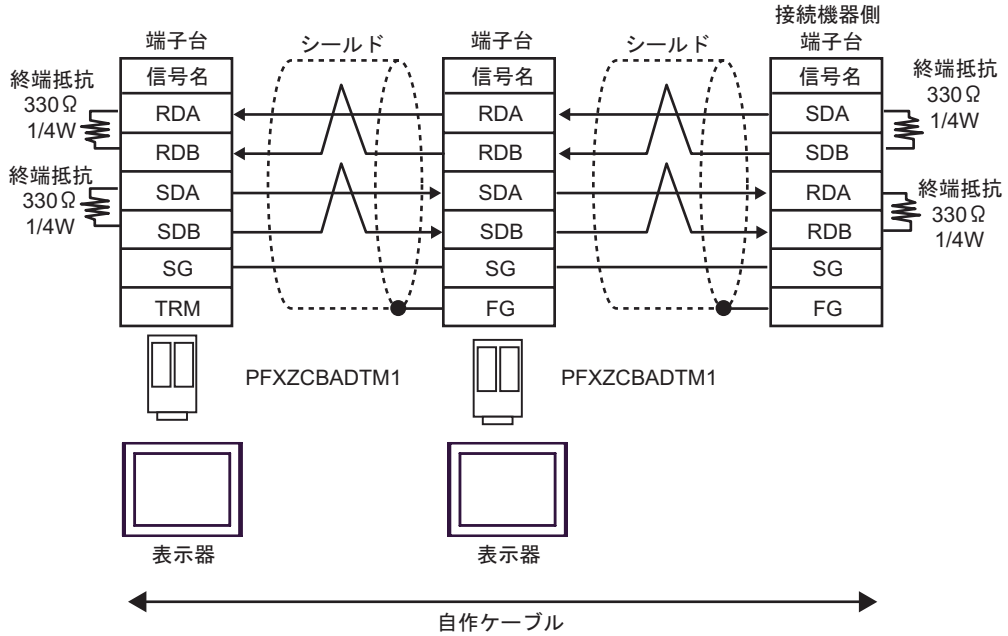 接続機器側
端子台
シールド
端子台
シールド
端子台
終端抵抗
330Ω
1/4W
終端抵抗
330Ω
1/4W
信号名
RDA
RDB
SDA
SDB
SG
TRM
信号名
RDA
RDB
SDA
SDB
SG
FG
信号名
SDA
SDB
RDA
RDB
SG
FG
終端抵抗
330Ω
1/4W
終端抵抗
330Ω
1/4W
PFXZCBADTM1
PFXZCBADTM1
表示器
表示器
自作ケーブル